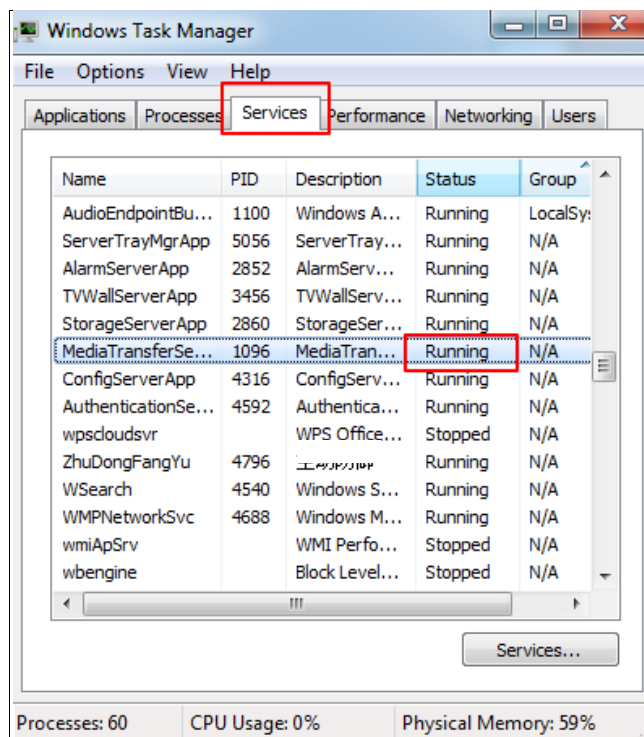 Windows Task Manager
File Options View Help
Applications Processes Services Performance Networking Users
Name PID Description Status Group
AudioEndpointBu... 1100 Windows A... Running LocalSy
ServerTrayMgrApp 5056 ServerTray... Running N/A
AlarmServerApp 2852 AlarmServ... Running N/A
TVWallServerApp 3456 TVWallServ... Running N/A
StorageServerApp 2860 StorageSer... Running N/A
MediaTransferSe... 1096 MediaTran... Running N/A
ConfigServerApp 4316 ConfigServ... Running N/A
AuthenticationSe... 4592 Authentica... Running N/A
wpscloudsvr WPS Office... Stopped N/A
ZhuDongFangYu 4796 Running N/A
WSearch 4540 Windows S... Running N/A
WMPNetworkSvc 4688 Windows M... Running N/A
wmiApSrv WMI Perfo... Stopped N/A
wbengine Block Level... Stopped N/A
Services...
Processes: 60 CPU Usage: 0% Physical Memory: 59%